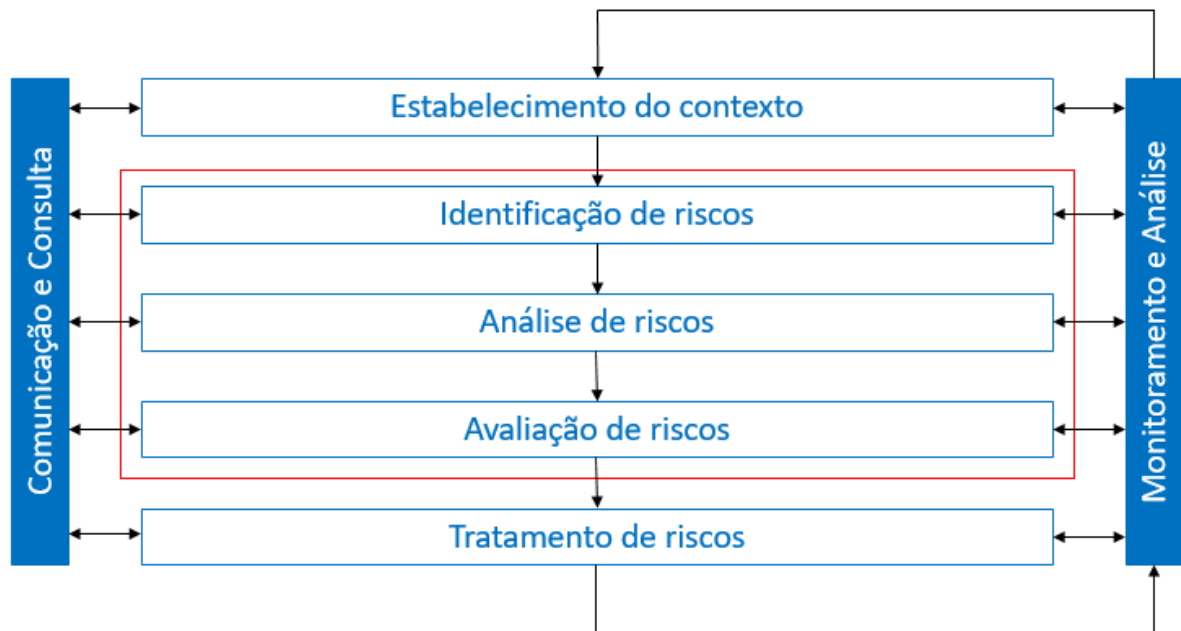 Comunicação e Consulta
Estabelecimento do contexto
Identificação de riscos
Análise de riscos
Avaliação de riscos
Tratamento de riscos
Monitoramento e Análise